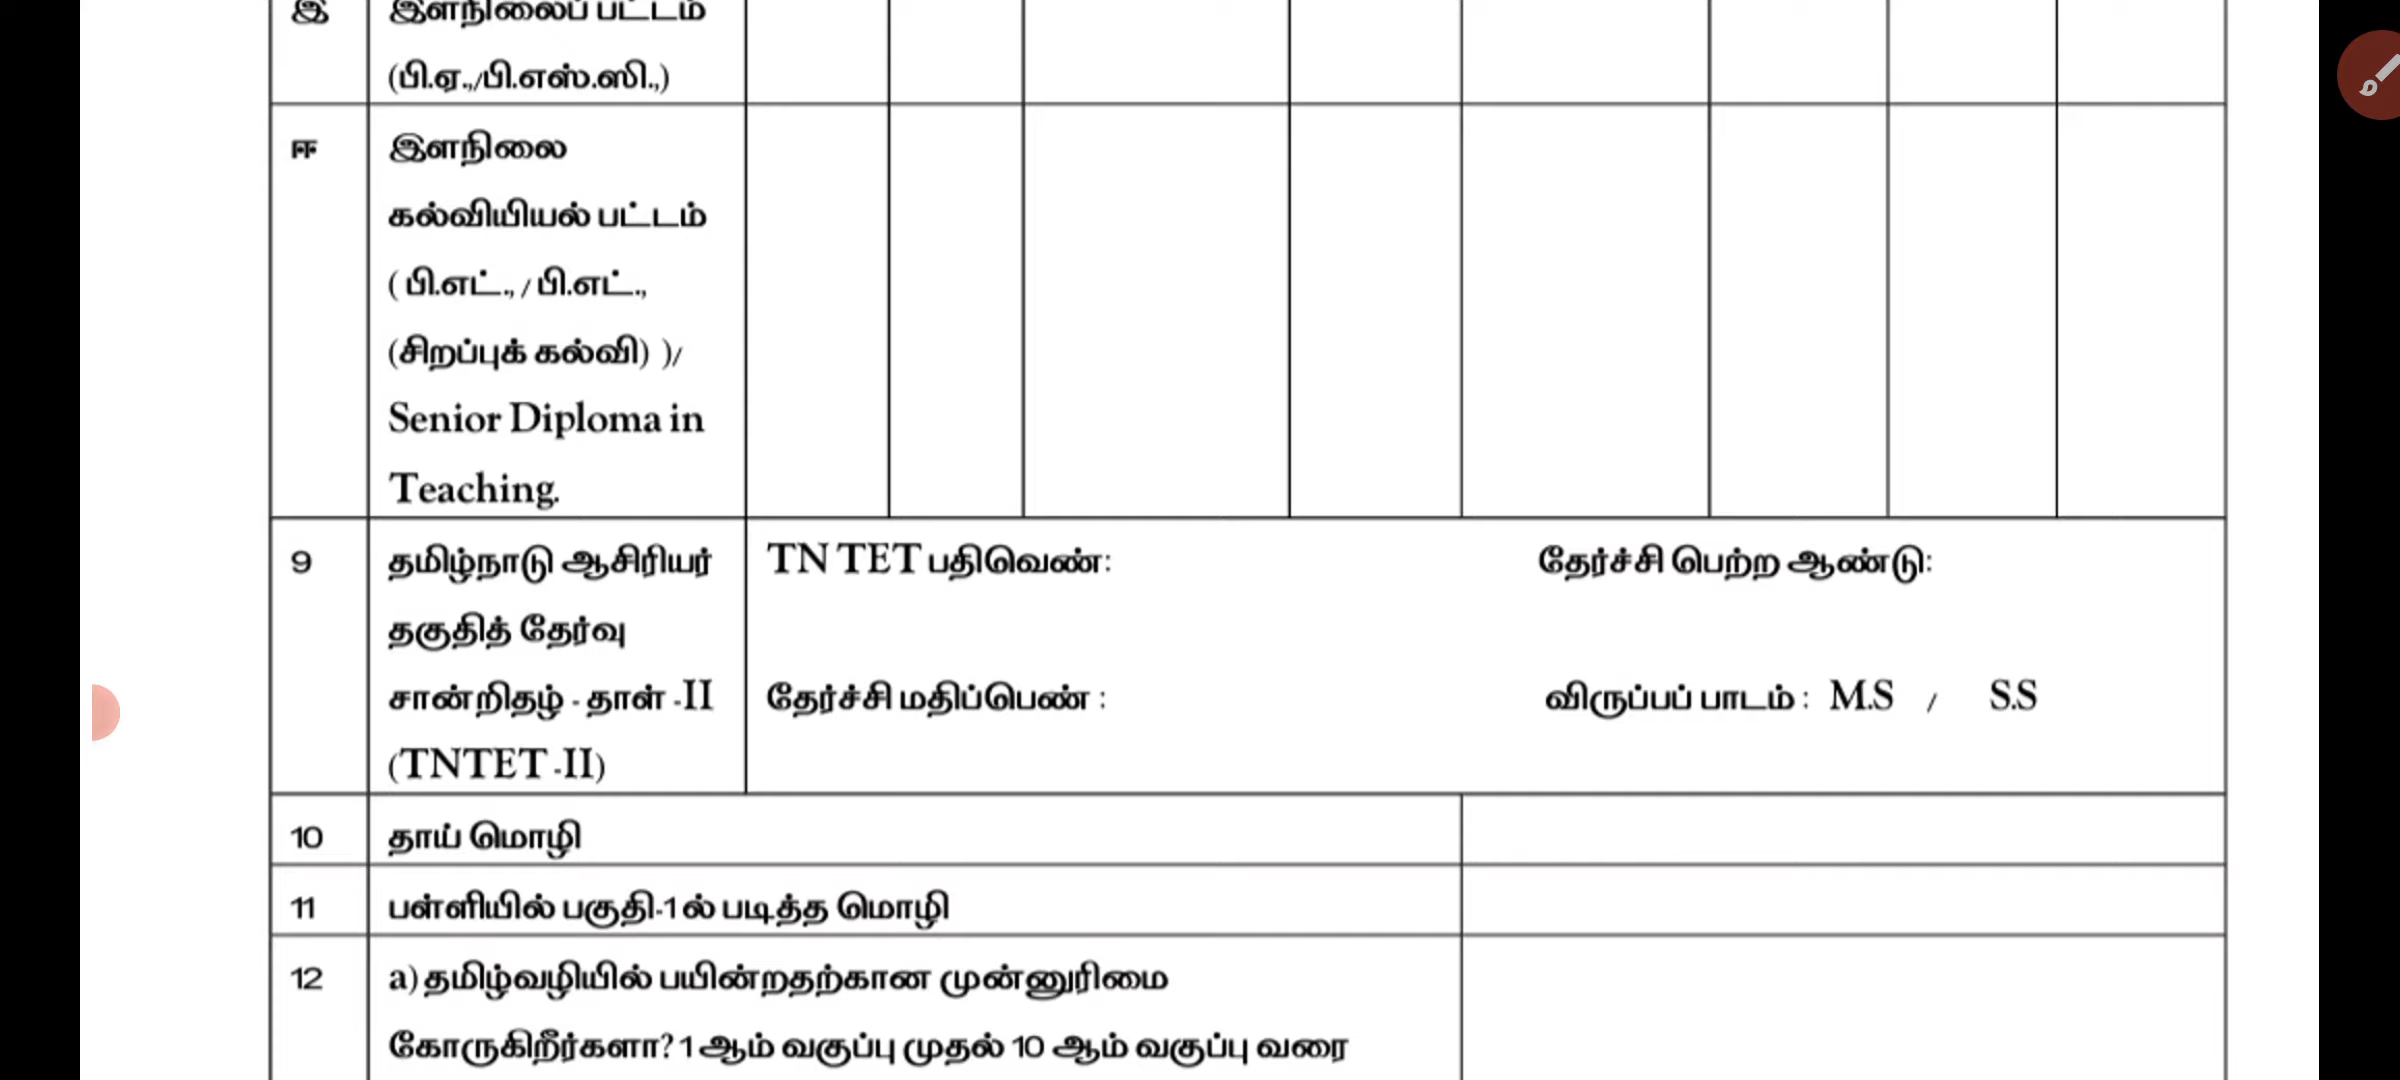 இ இளநிலைப் பட்டம்
(பி.ஏ.,/பி.எஸ்.ஸி.,)
ஈ இளநிலை
கல்வியியல் பட்டம்
( பி.எட்., / பி.எட்.,
(சிறப்புக் கல்வி) )/
Senior Diploma in
Teaching.
9 தமிழ்நாடு ஆசிரியர் TN TET பதிவெண்: தேர்ச்சி பெற்ற ஆண்டு:
தகுதித் தேர்வு
சான்றிதழ் - தாள் -II தேர்ச்சி மதிப்பெண் : விருப்பப் பாடம் : M.S / S.S
(TNTET -II)
10 தாய் மொழி
11 பள்ளியில் பகுதி-1ல் படித்த மொழி
12 a) தமிழ்வழியில் பயின்றதற்கான முன்னுரிமை
கோருகிறீர்களா? 1 ஆம் வகுப்பு முதல் 10 ஆம் வகுப்பு வரை